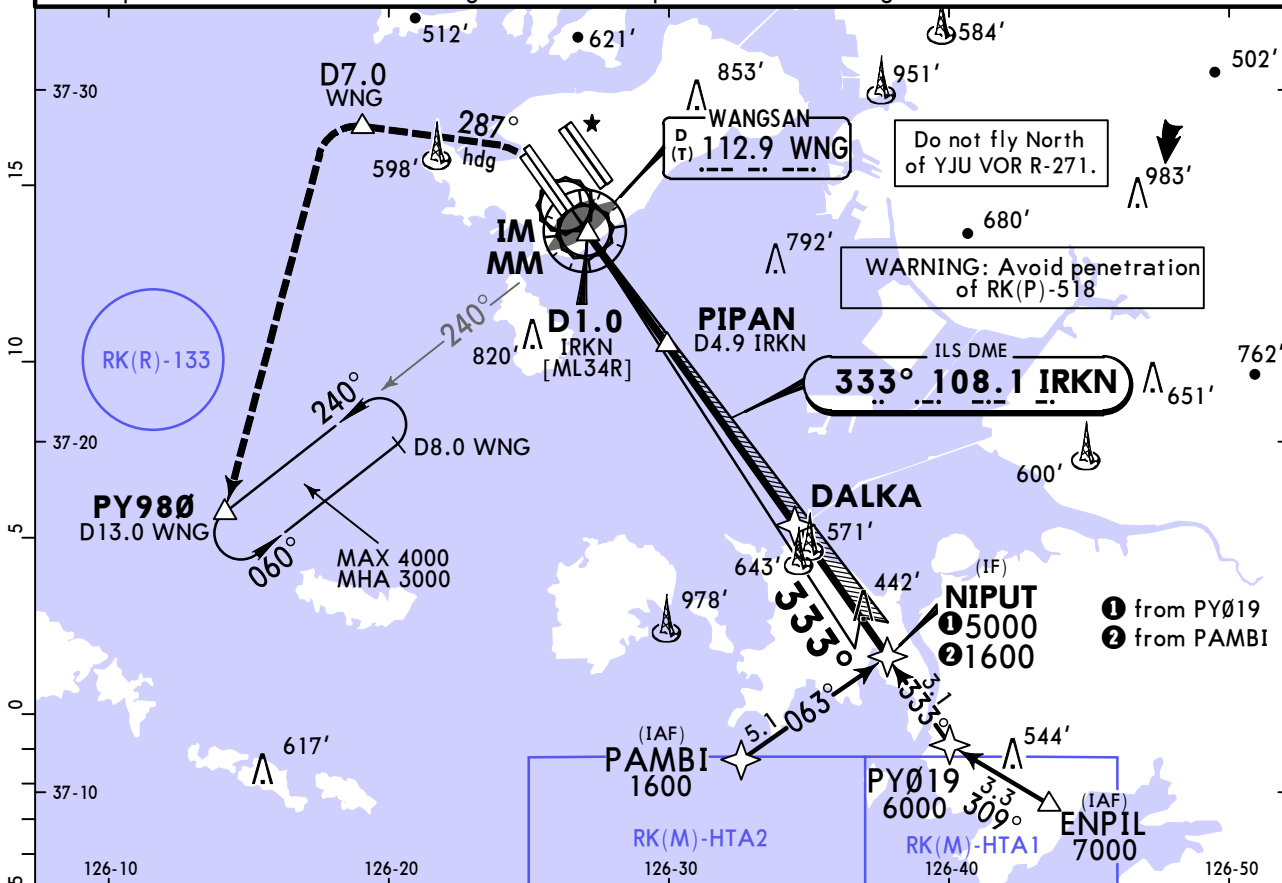 512'
621'
584'
D7.0
WNG
853'
951'
502'
37-30
WANGSAN
D
(T)
112.9 WNG
287°
hdg
Do not fly North
of YJU VOR R-271.
598'
15
983'
IM
MM
792'
680'
WARNING: Avoid penetration
of RK(P)-518
240°
D1.0
IRKN
[ML34R]
PIPAN
D4.9 IRKN
RK(R)-133
10
820'
ILS DME
333° 108.1 IRKN
762'
651'
240°
37-20
D8.0 WNG
600'
PY98Ø
D13.0 WNG
DALKA
5
571'
060°
MAX 4000
MHA 3000
643'
(IF)
NIPUT
❶5000
❷1600
442'
❶ from PYØ19
❷ from PAMBI
978'
333°
3.1
333°
0
5.1
063°
617'
(IAF)
PAMBI
1600
544'
PYØ19
6000
3.3
309°
(IAF)
ENPIL
7000
37-10
RK(M)-HTA2
RK(M)-HTA1
126-10
126-20
126-30
126-40
126-50